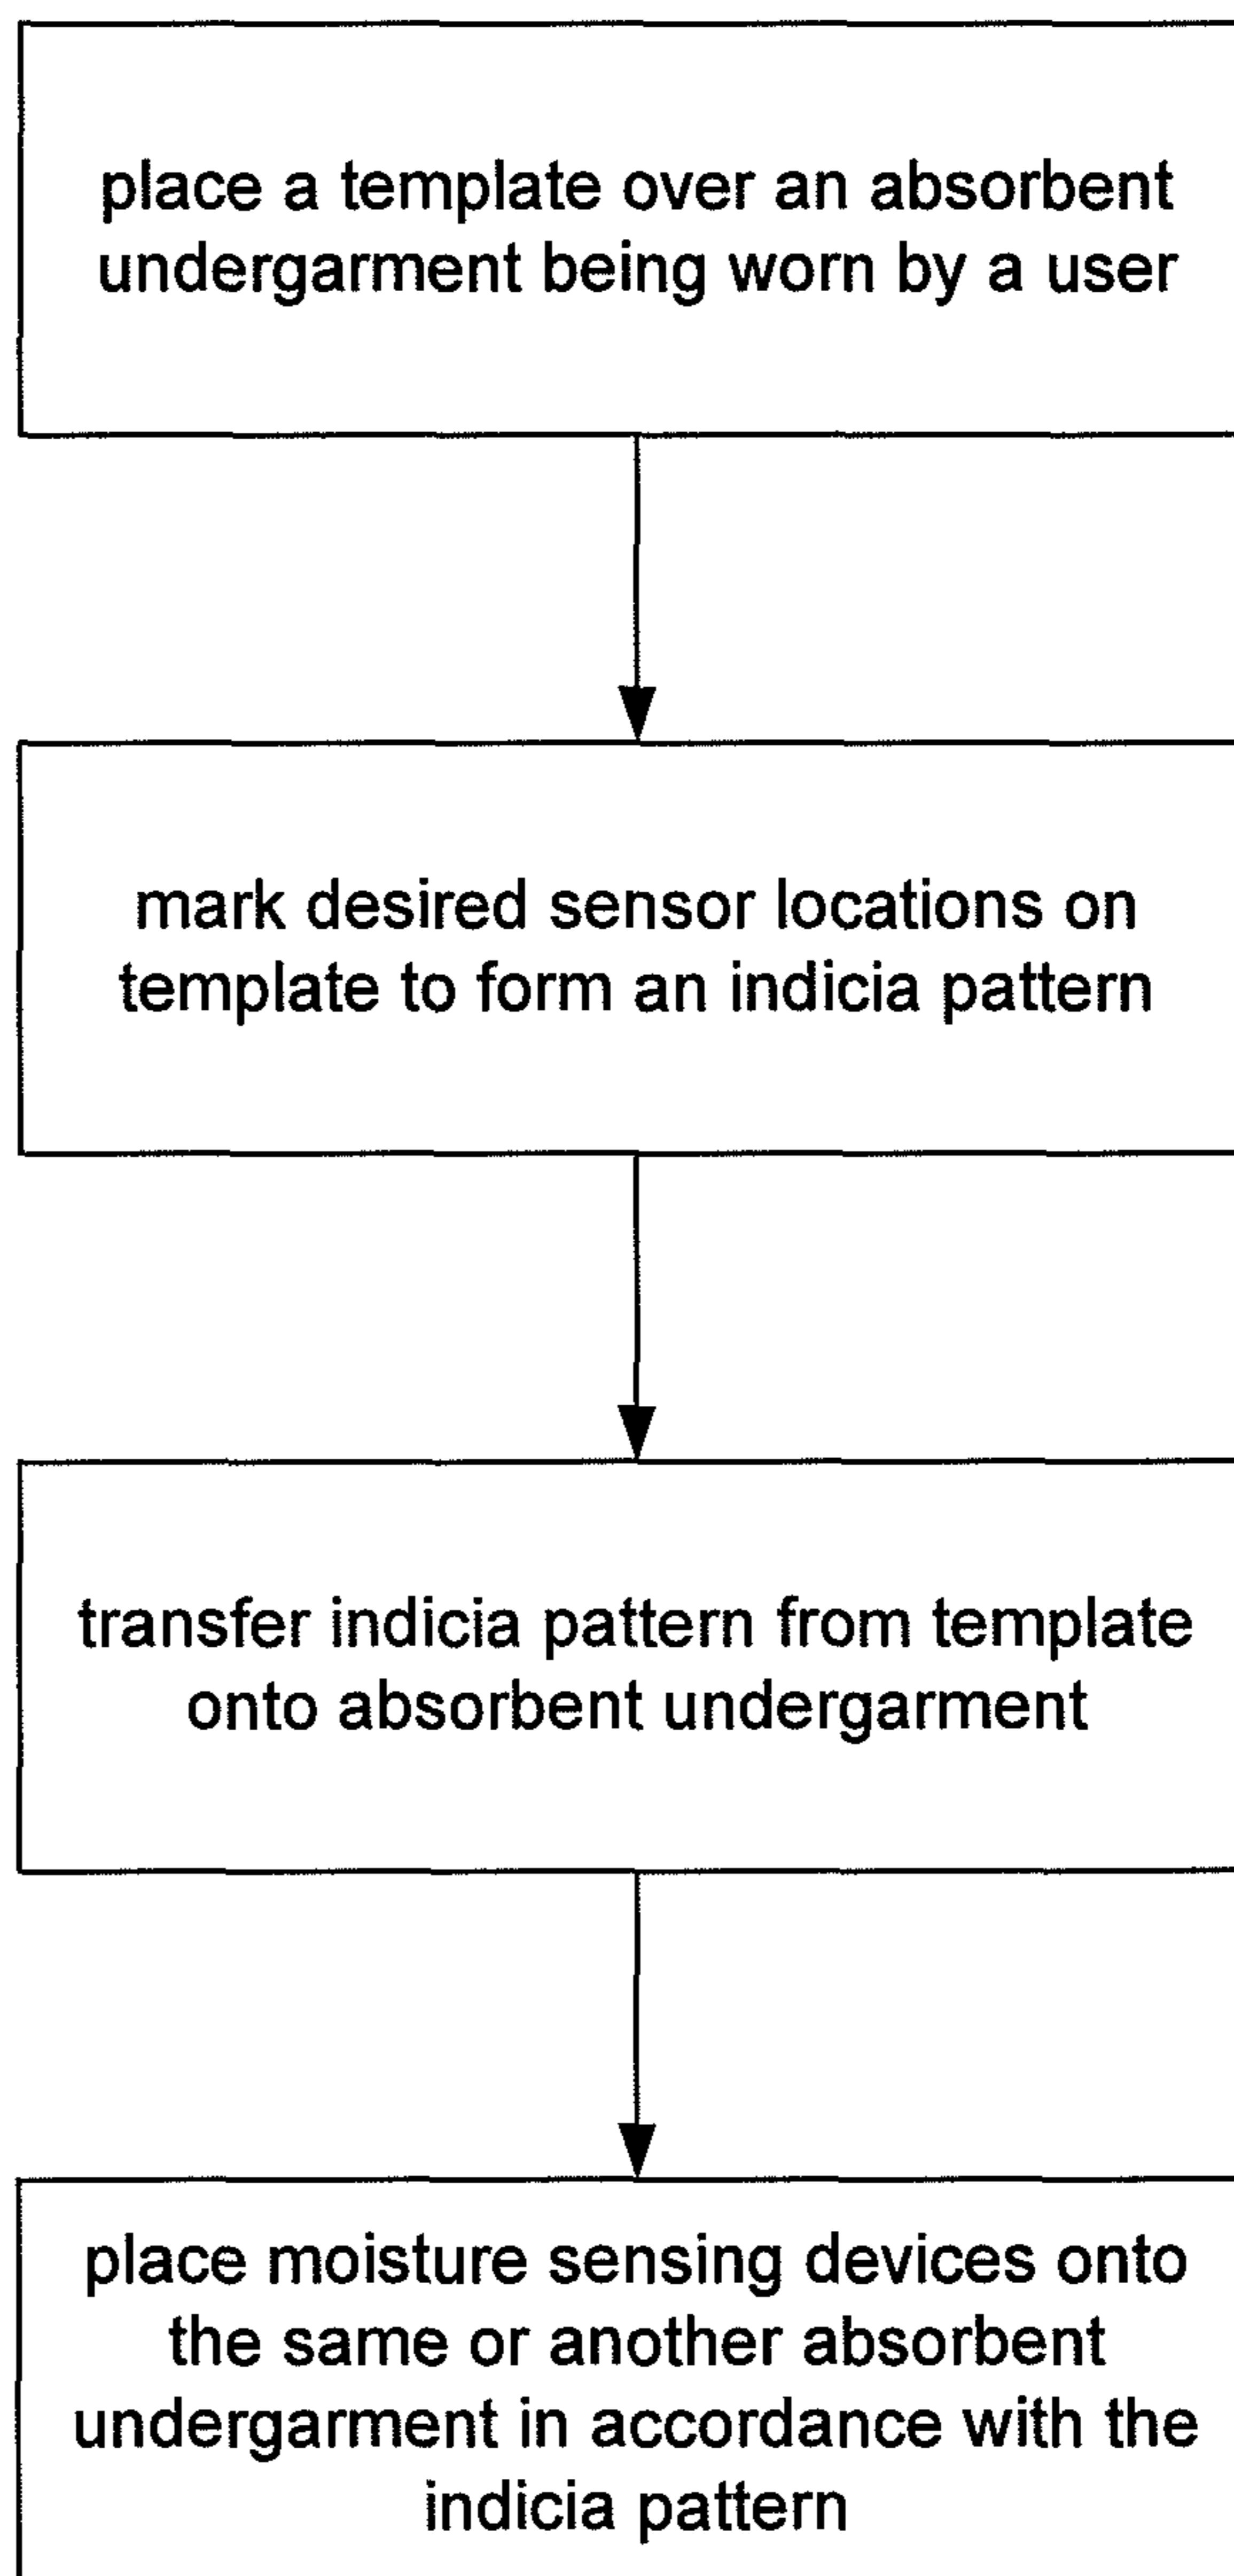 place a template over an absorbent
undergarment being worn by a user
mark desired sensor locations on
template to form an indicia pattern
transfer indicia pattern from template
onto absorbent undergarment
place moisture sensing devices onto
the same or another absorbent
undergarment in accordance with the
indicia pattern